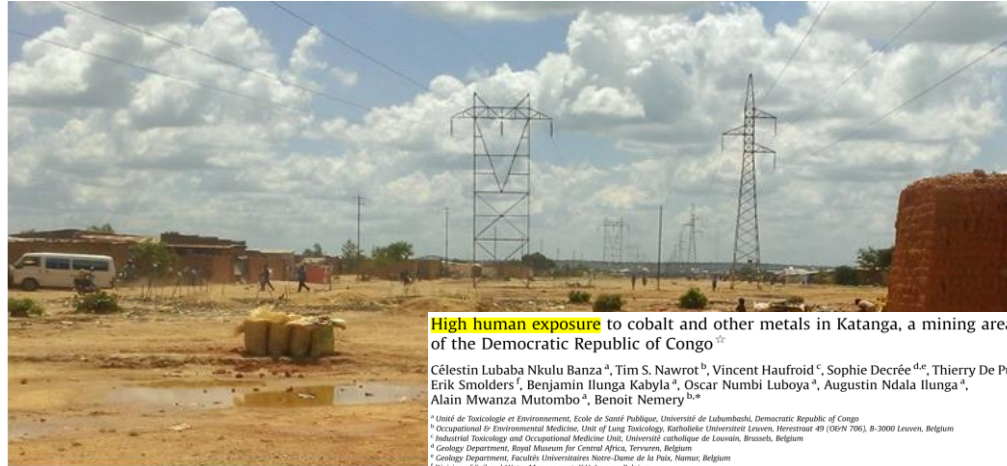 High human exposure to cobalt and other metals in Katanga, a mining area
of the Democratic Republic of Congo ☆
Célestin Lubaba Nkulu Banza ᵃ, Tim S. Nawrot ᵇ, Vincent Haufroid ᶜ, Sophie Decrée ᵈ,ᵉ, Thierry De
Erik Smolders ᶠ, Benjamin Ilunga Kabyla ᵃ, Oscar Numbi Luboya ᵃ, Augustin Ndala Ilunga ᵃ,
Alain Mwanza Mutombo ᵃ, Benoit Nemery ᵇ,*
ᵃ Unité de Toxicologie et Environnement, Ecole de Santé Publique, Université de Lubumbashi, Democratic Republic of Congo
ᵇ Occupational & Environmental Medicine, Unit of Lung Toxicology, Katholieke Universiteit Leuven, Herestraat 49 (O&N 706), B-3000 Leuven, Belgium
ᶜ Industrial Toxicology and Occupational Medicine Unit, Université catholique de Louvain, Brussels, Belgium
ᵈ Geology Department, Royal Museum for Central Africa, Tervuren, Belgium
ᵉ Geology Department, Facultés Universitaires Notre-Dame de la Paix, Namur, Belgium